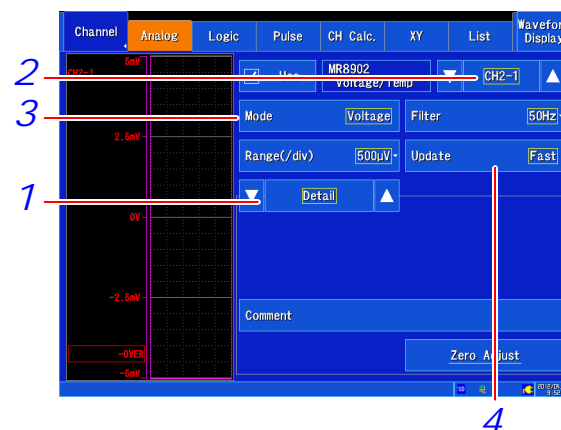 Channel Analog Logic Pulse CH Calc. XY List Wavefor
Display
2
5mV
CH2-1
Use
MR8902
Voltage/Temp
CH2-1
3
Mode Voltage Filter 50Hz
2.5mV
Range(/div) 500μV Update Fast
1
Detail
0V
-2.5mV
Comment
-OVER
Zero Adjust
-5mV
4